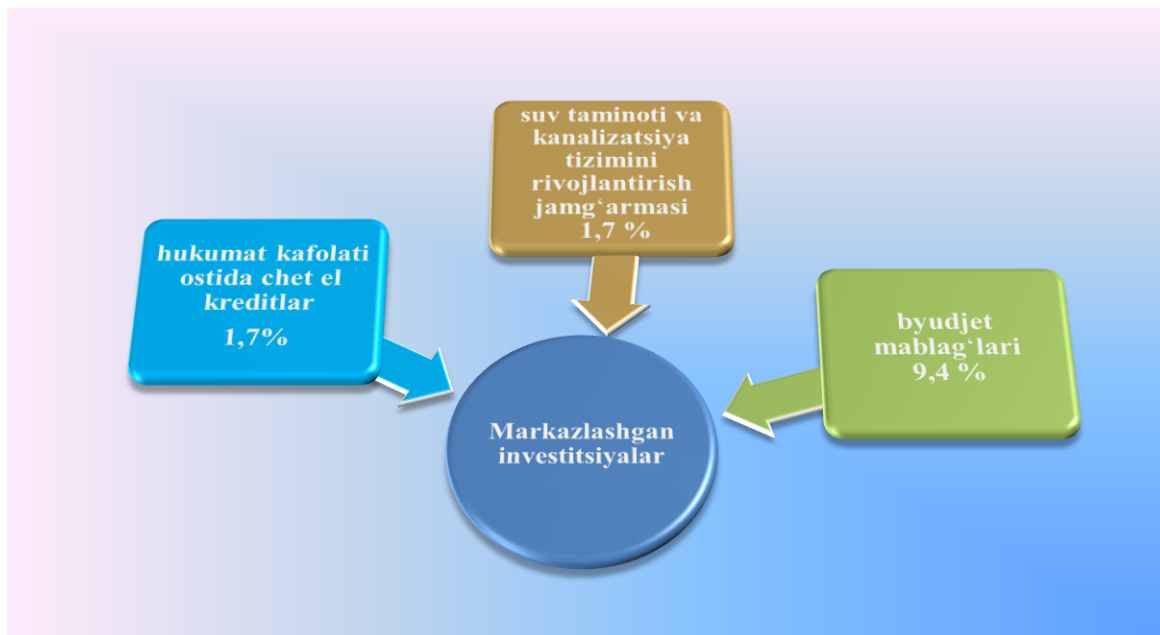 suv taminoti va
kanalizatsiya
tizimini
rivojlantirish
jamg‘armasi
1,7 %
hukumat kafolati
ostida chet el
kreditlar
1,7%
byudjet
mablag‘lari
9,4 %
Markazlashgan
investitsiyalar